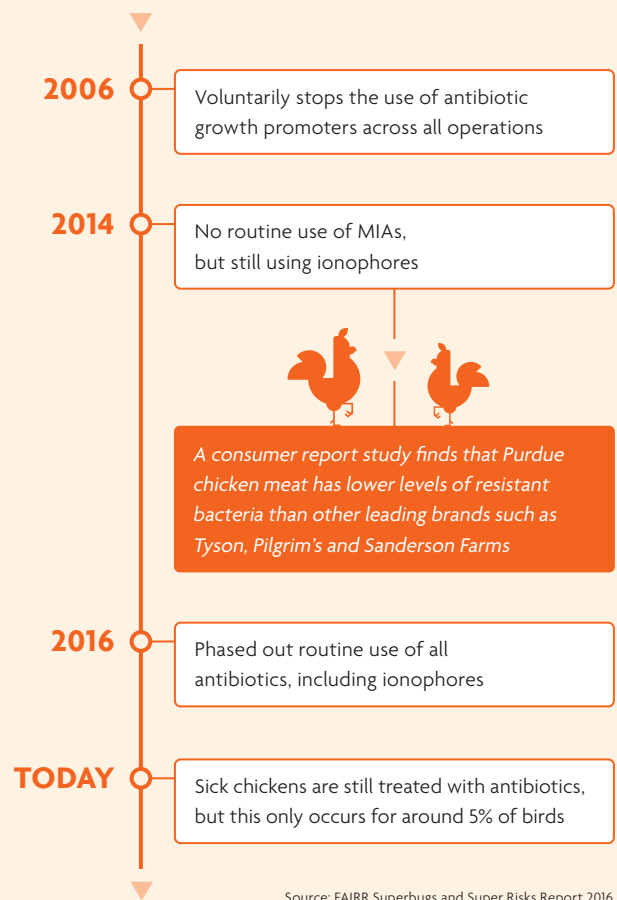 2006
Voluntarily stops the use of antibiotic
growth promoters across all operations
2014
No routine use of MIAs,
but still using ionophores
A consumer report study finds that Purdue
chicken meat has lower levels of resistant
bacteria than other leading brands such as
Tyson, Pilgrim's and Sanderson Farms
2016
Phased out routine use of all
antibiotics, including ionophores
TODAY
Sick chickens are still treated with antibiotics,
but this only occurs for around 5% of birds
Source: FAIRR Superbugs and Super Risks Report 2016